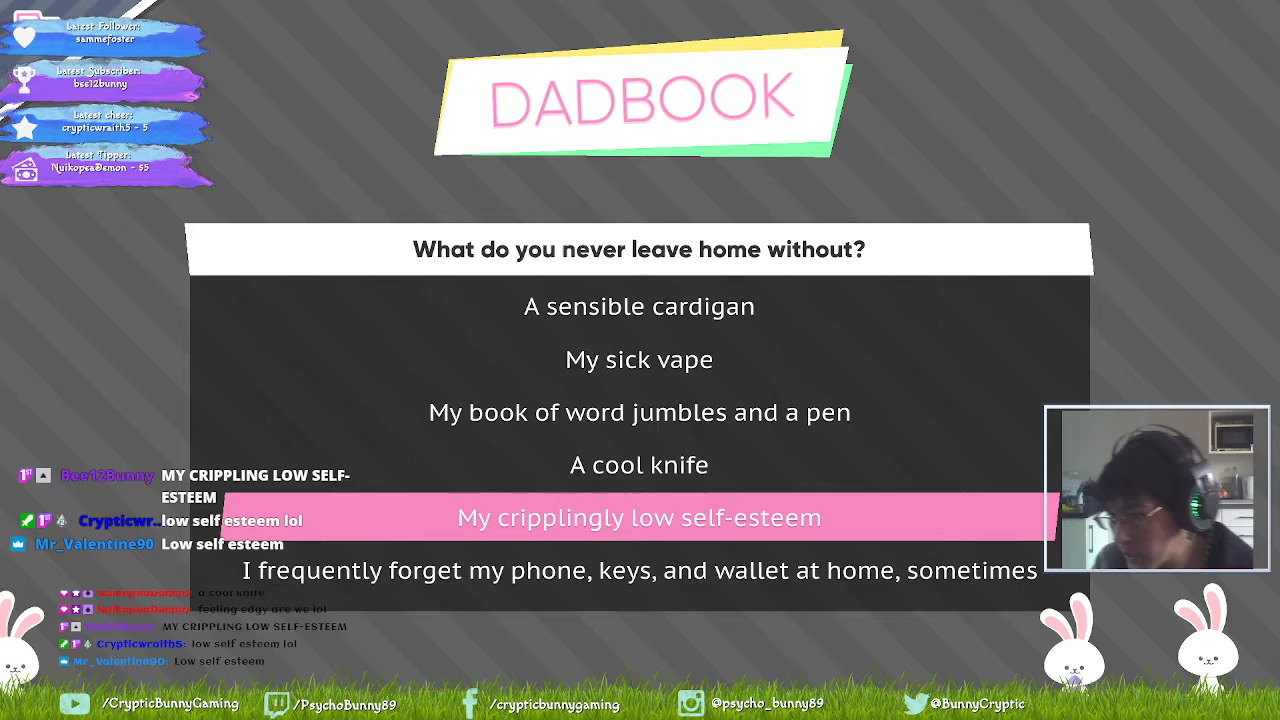 Latest Follower:
sammefoster
Latest Subscriber:
bee12bunny
Latest cheer:
crypticwraith5 - 5
Latest Tipper:
NuikopeaDemon - $5
DADBOOK
What do you never leave home without?
A sensible cardigan
My sick vape
My book of word jumbles and a pen
A cool knife
My cripplingly low self-esteem
I frequently forget my phone, keys, and wallet at home, sometimes
Bee12Bunny MY CRIPPLING LOW SELF-
ESTEEM
Crypticwr.. low self esteem lol
Mr_Valentine90 Low self esteem
a cool knife
NuikopeaDemon: feeling edgy are we lol
Bee12Bunny: MY CRIPPLING LOW SELF-ESTEEM
Crypticwraith5: low self esteem lol
Mr_Valentine90: Low self esteem
/CrypticBunnyGaming
/PsychoBunny89
/crypticbunnygaming
@psycho_bunny89
@BunnyCryptic